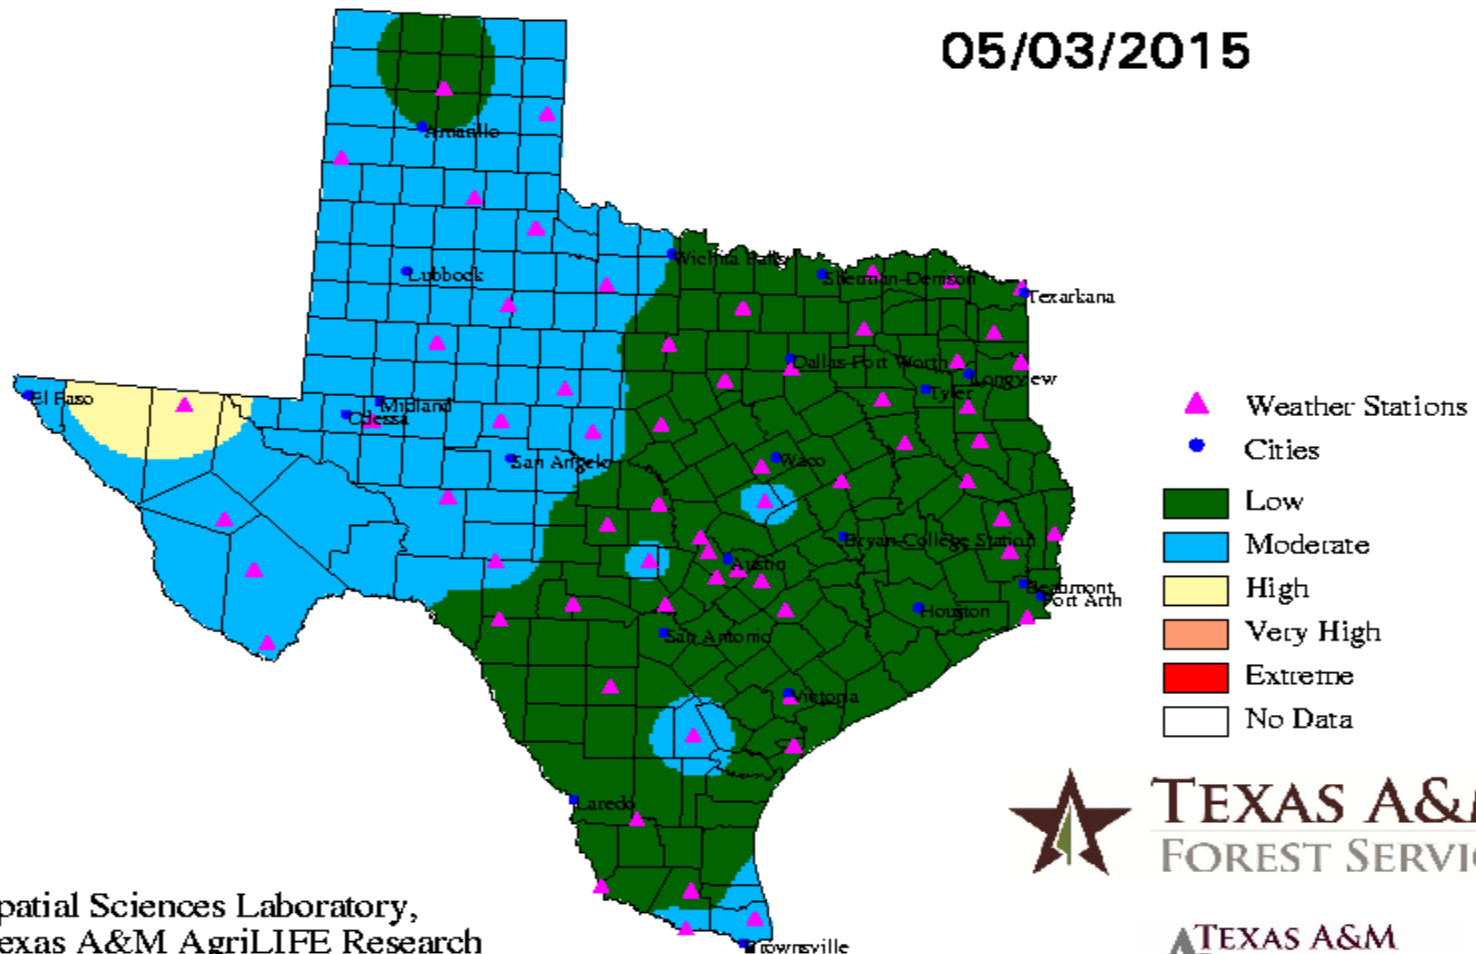 05/03/2015
Amarillo
Lubbock
Wichita Falls
Sherman-Denison
Texarkana
Dallas-Fort Worth
Longview
Tyler
El Paso
Midland
Odessa
San Angelo
Waco
Bryan-College Station
Austin
Beaumont
Port Arth
Houston
San Antonio
Victoria
Laredo
Brownsville
Weather Stations
Cities
Low
Moderate
High
Very High
Extreme
No Data
TEXAS A&M
FOREST SERVIC
patial Sciences Laboratory,
exas A&M AgriLIFE Research
TEXAS A&M